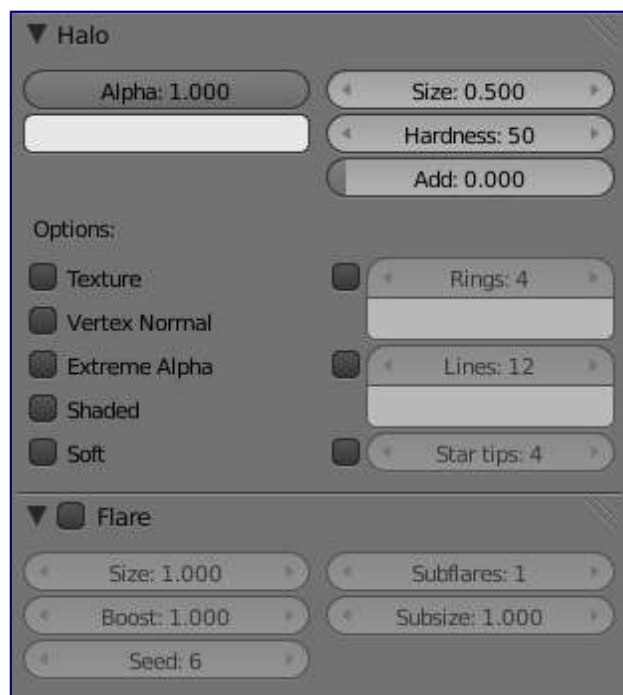 Halo
Alpha: 1.000
Size: 0.500
Hardness: 50
Add: 0.000
Options:
Texture
Rings: 4
Vertex Normal
Extreme Alpha
Lines: 12
Shaded
Soft
Star tips: 4
Flare
Size: 1.000
Subflares: 1
Boost: 1.000
Subsize: 1.000
Seed: 6